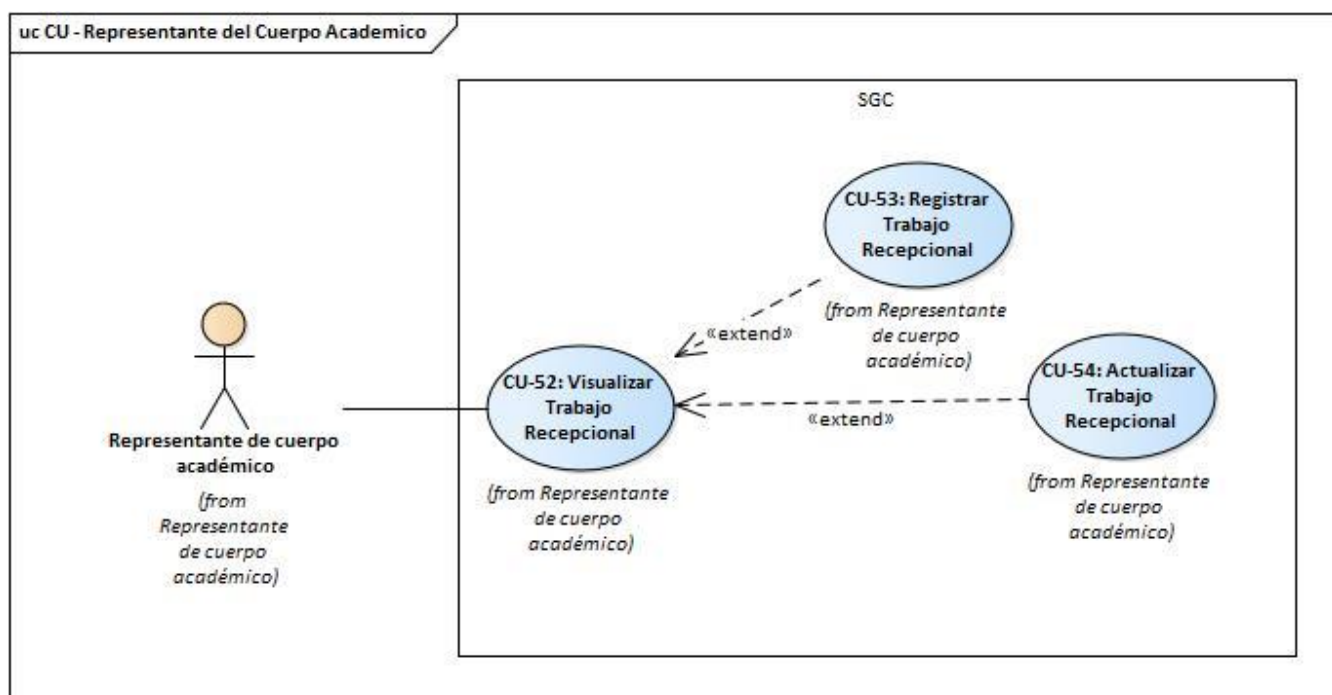 uc CU - Representante del Cuerpo Academico
SGC
CU-53: Registrar
Trabajo
Recepcional
(from Representante
de cuerpo
académico)
«extend»
CU-54: Actualizar
Trabajo
Recepcional
(from Representante
de cuerpo
académico)
«extend»
CU-52: Visualizar
Trabajo
Recepcional
(from Representante
de cuerpo
académico)
Representante de cuerpo
académico
(from
Representante
de cuerpo
académico)